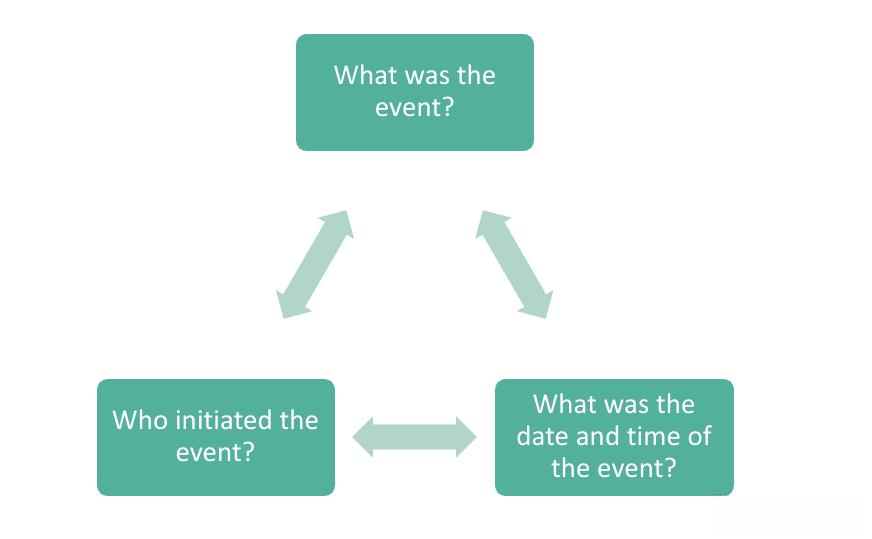 What was the
event?
Who initiated the
event?
What was the
date and time of
the event?